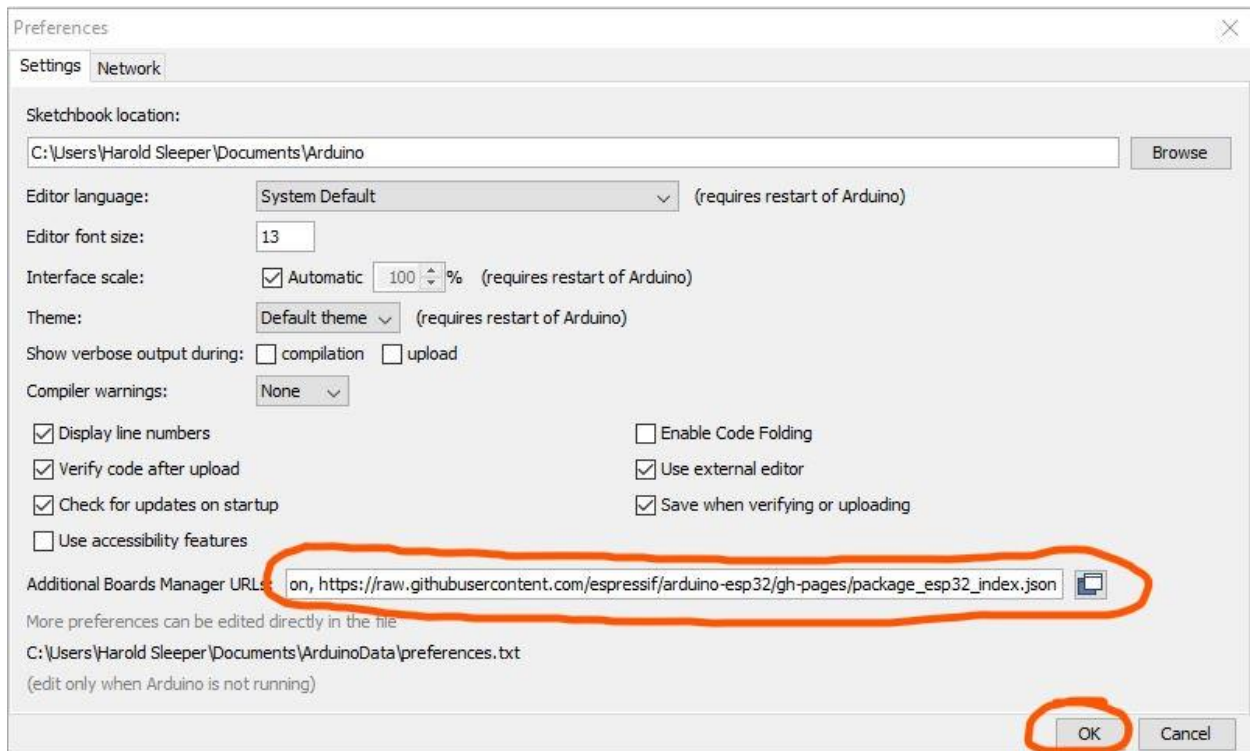 Preferences
Settings Network
Sketchbook location:
C:\Users\Harold Sleeper\Documents\Arduino Browse
Editor language: System Default (requires restart of Arduino)
Editor font size: 13
Interface scale: Automatic 100 % (requires restart of Arduino)
Theme: Default theme (requires restart of Arduino)
Show verbose output during: compilation upload
Compiler warnings: None
Display line numbers Enable Code Folding
Verify code after upload Use external editor
Check for updates on startup Save when verifying or uploading
Use accessibility features
Additional Boards Manager URLs: on, https://raw.githubusercontent.com/espressif/arduino-esp32/gh-pages/package_esp32_index.json
More preferences can be edited directly in the file
C:\Users\Harold Sleeper\Documents\ArduinoData\preferences.txt
(edit only when Arduino is not running)
OK Cancel